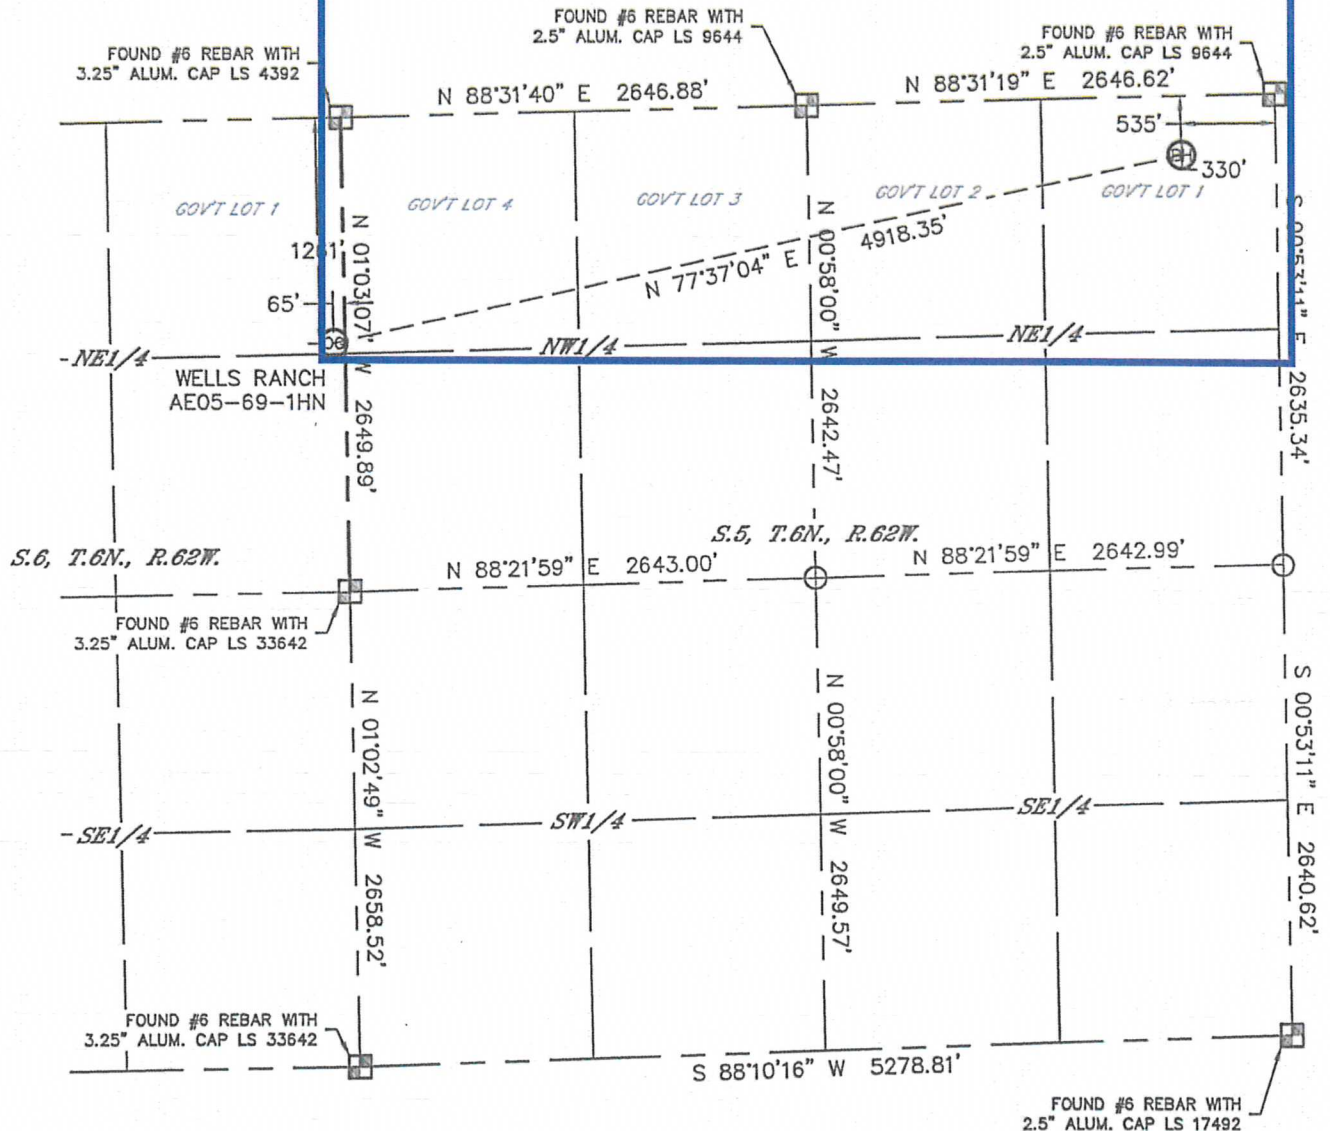 FOUND #6 REBAR WITH
2.5" ALUM. CAP LS 9644
FOUND #6 REBAR WITH
2.5" ALUM. CAP LS 9644
FOUND #6 REBAR WITH
3.25" ALUM. CAP LS 4392
N 88°31'40" E 2646.88'
N 88°31'19" E 2646.62'
535'
330'
GOV'T LOT 1
GOV'T LOT 4
GOV'T LOT 3
GOV'T LOT 2
GOV'T LOT 1
N 01°03'07" W 2649.89'
N 00°58'00" W 2642.47'
S 00°53'11" E 2635.34'
4918.35'
N 77°37'04" E
65'
NE1/4
NW1/4
NE1/4
WELLS RANCH
AE05-69-1HN
S.6, T.6N., R.62W.
S.5, T.6N., R.62W.
N 88°21'59" E 2643.00'
N 88°21'59" E 2642.99'
FOUND #6 REBAR WITH
3.25" ALUM. CAP LS 33642
N 01°02'49" W 2658.52'
N 00°58'00" W 2649.57'
S 00°53'11" E 2640.62'
SE1/4
SW1/4
SE1/4
FOUND #6 REBAR WITH
3.25" ALUM. CAP LS 33642
S 88°10'16" W 5278.81'
FOUND #6 REBAR WITH
2.5" ALUM. CAP LS 17492